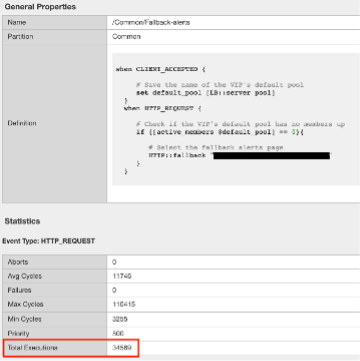 General Properties
Name /Common/Fallback-alerts
Partition Common
Definition
when CLIENT_ACCEPTED {
# Save the name of the VIP's default pool
set default_pool [LB::server pool]
}
when HTTP_REQUEST {
# Check if the VIP's default pool has no members up
if {[active_members $default_pool] == 0}{
# Select the fallback alerts page
HTTP::fallback "
}
}
Statistics
Event Type: HTTP_REQUEST
Aborts 0
Avg Cycles 11746
Failures 0
Max Cycles 110415
Min Cycles 3255
Priority 500
Total Executions 34589